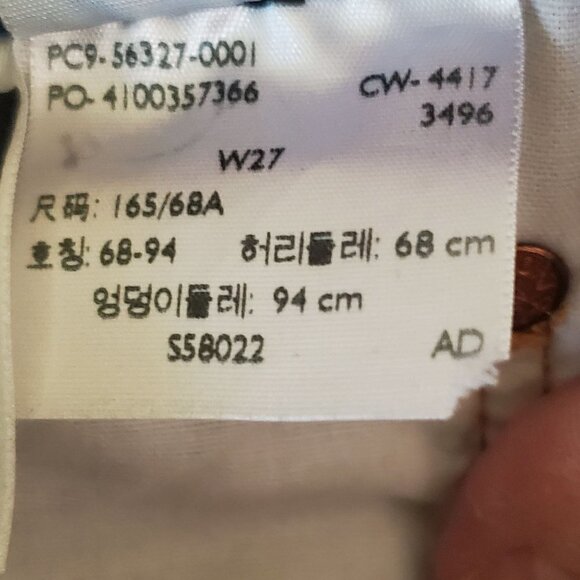 PC9-56327-0001
PO-4100357366 CW-4417
3496
W27
尺码: 165/68A
호칭: 68-94 허리둘레: 68 cm
엉덩이둘레: 94 cm
S58022 AD